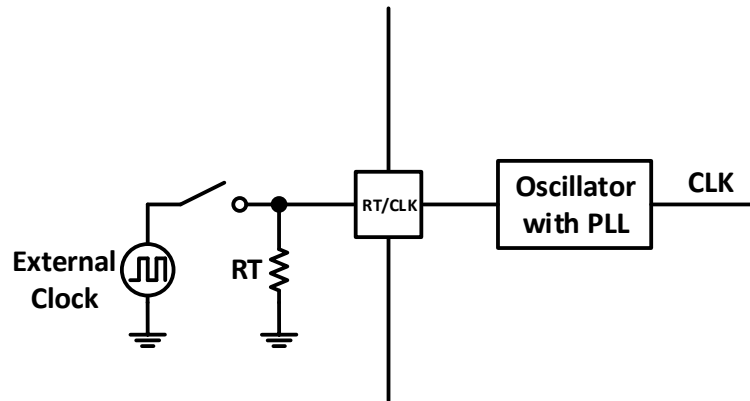 External
Clock
RT
RT/CLK
Oscillator
with PLL
CLK